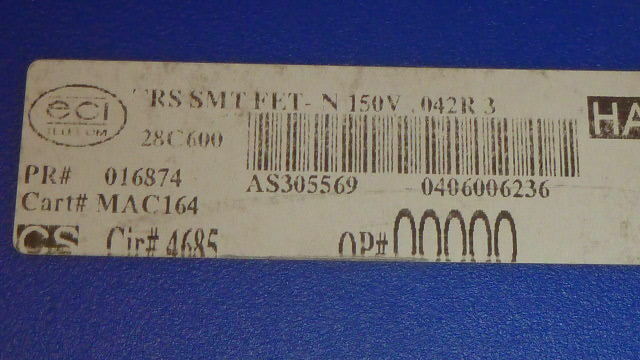 eci
TELECOM
TRS SMT FET- N 150V .042R 3
28C600
HA
PR# 016874
AS305569 0406006236
Cart# MAC164
CS Cir# 4685 OP# 00000